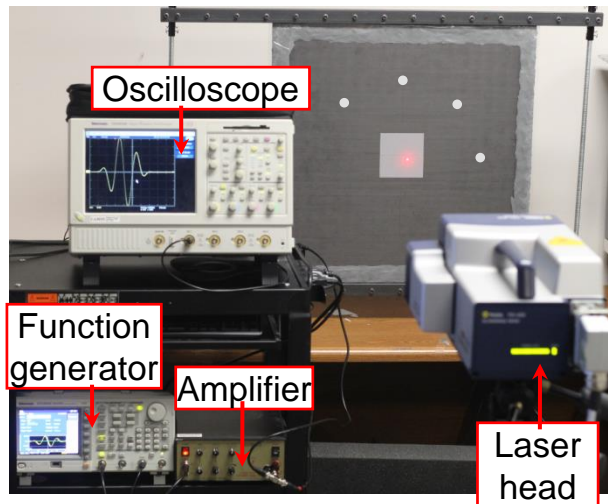 Oscilloscope
Function
generator
Amplifier
Laser
head